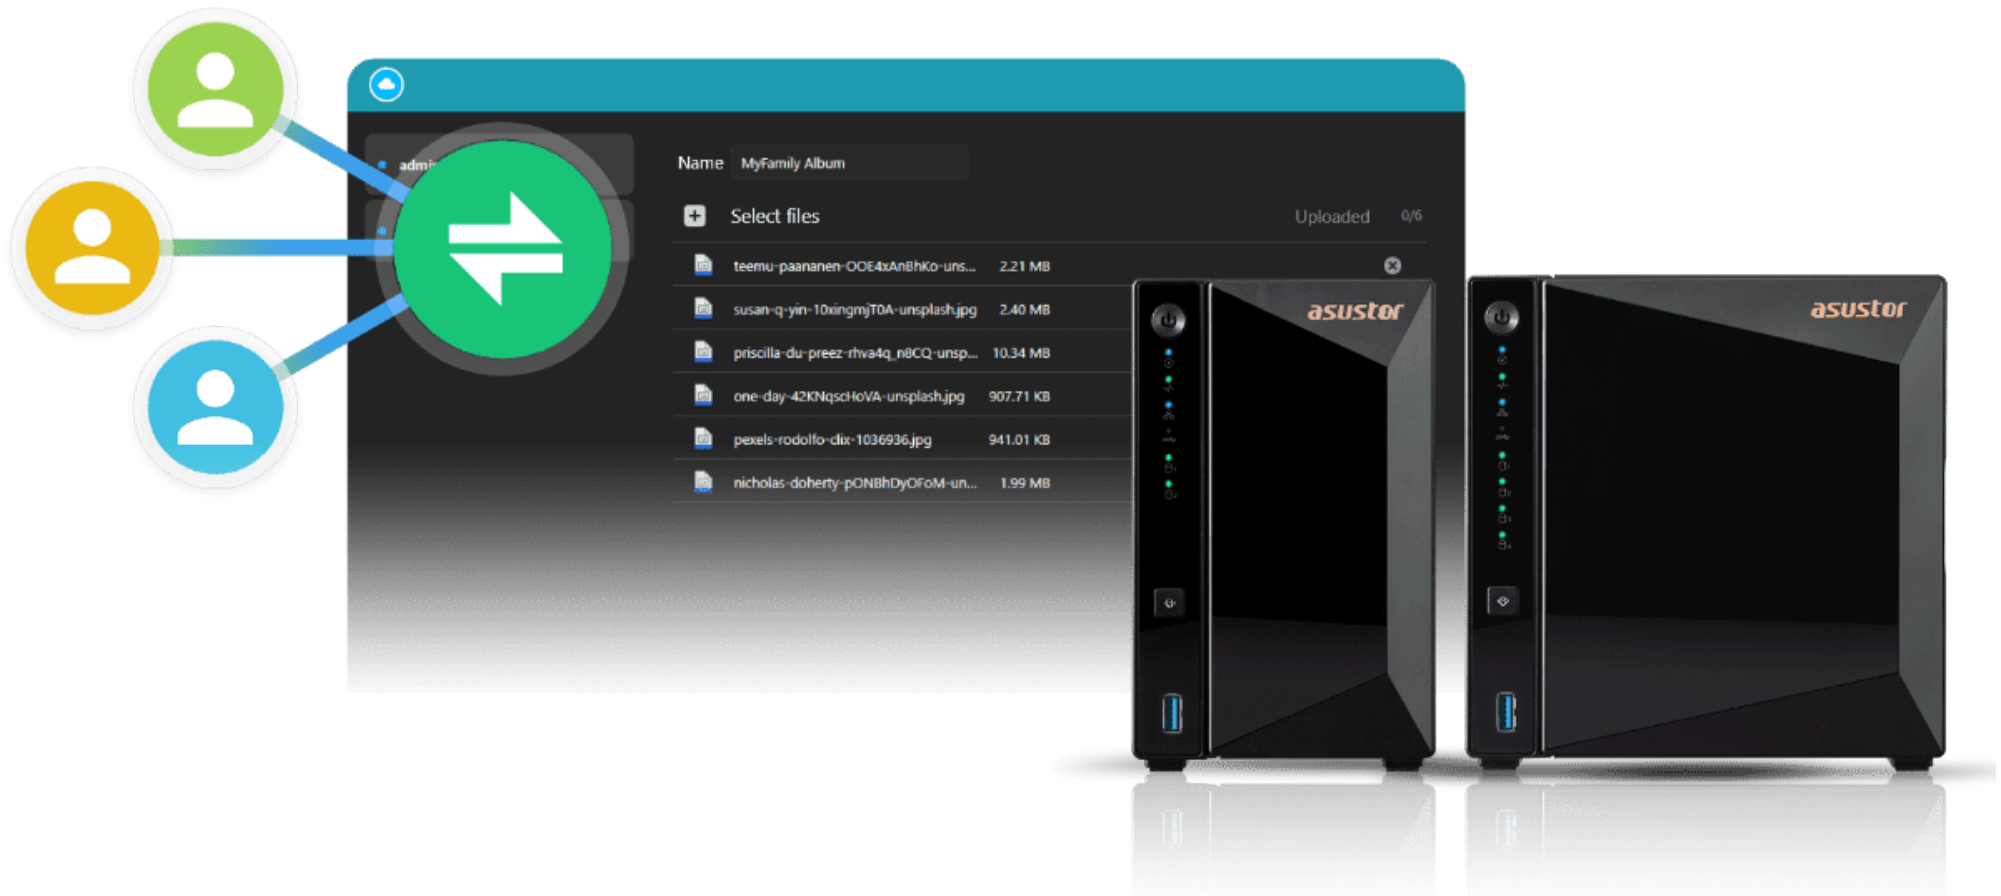 admi
Name MyFamily Album
Select files Uploaded 0/6
teemu-paananen-OOE4xAnBhKo-uns... 2.21 MB
susan-q-yin-10xingmjT0A-unsplash.jpg 2.40 MB
priscilla-du-preez-rhva4q_n8CQ-unsp... 10.34 MB
one-day-42KNqscHoVA-unsplash.jpg 907.71 KB
pexels-rodolfo-clix-1036936.jpg 941.01 KB
nicholas-doherty-pONBhDyOFoM-un... 1.99 MB
asustor
asustor